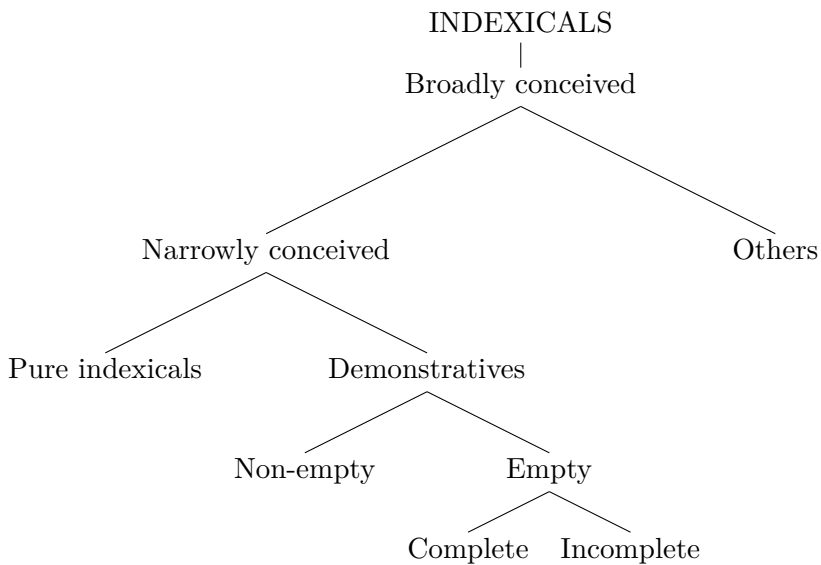 INDEXICALS
Broadly conceived
Narrowly conceived
Others
Pure indexicals
Demonstratives
Non-empty
Empty
Complete
Incomplete